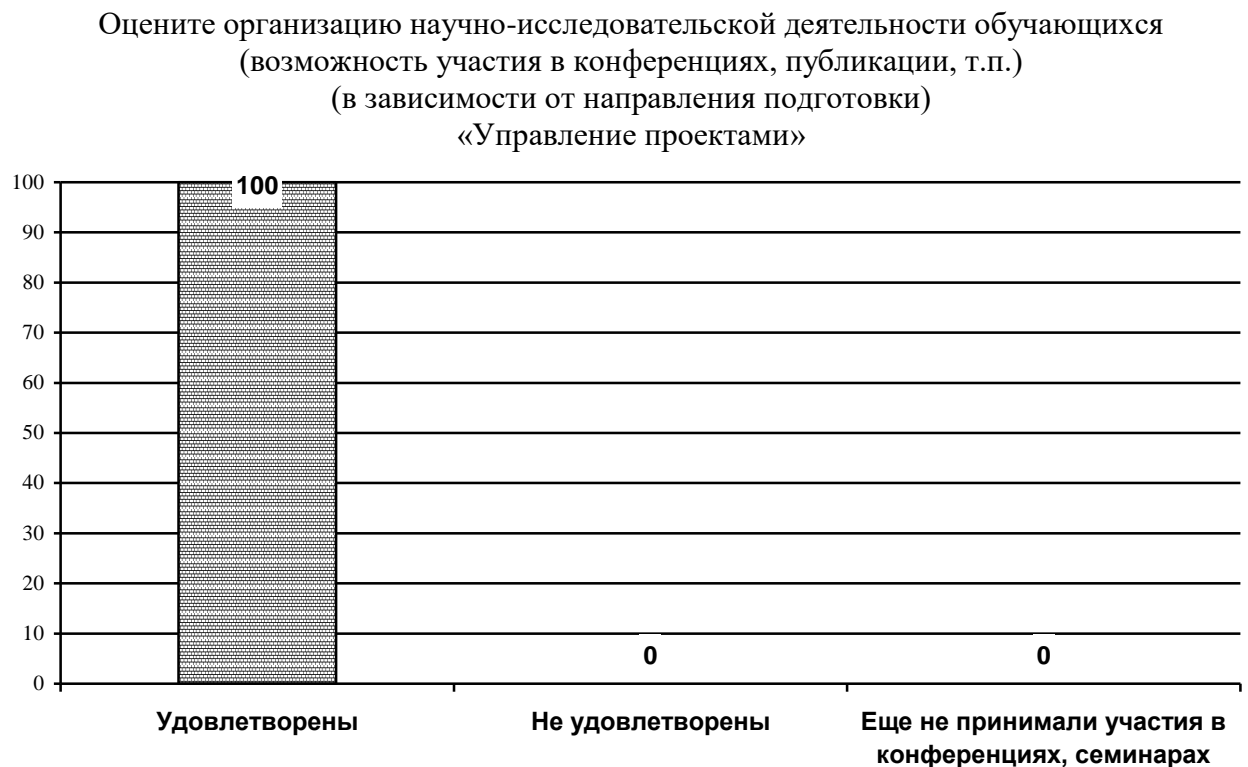 Оцените организацию научно-исследовательской деятельности обучающихся
(возможность участия в конференциях, публикации, т.п.)
(в зависимости от направления подготовки)
«Управление проектами»
100
100
90
80
70
60
50
40
30
20
10
0
0
0
Удовлетворены
Не удовлетворены
Еще не принимали участия в
конференциях, семинарах